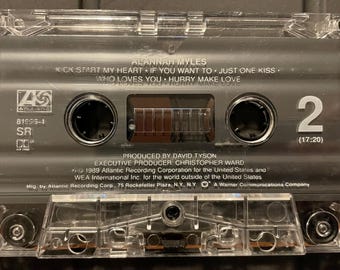 ALANNAH MYLES
KICK START MY HEART • IF YOU WANT TO • JUST ONE KISS •
WHO LOVES YOU • HURRY MAKE LOVE
ATLANTIC
81956-4
SR
2
(17:20)
PRODUCED BY DAVID TYSON
EXECUTIVE PRODUCER: CHRISTOPHER WARD
℗© 1989 Atlantic Recording Corporation for the United States and
WEA International Inc. for the world outside of the United States.
Mfg. by Atlantic Recording Corp., 75 Rockefeller Plaza, N.Y., N.Y. A Warner Communications Company